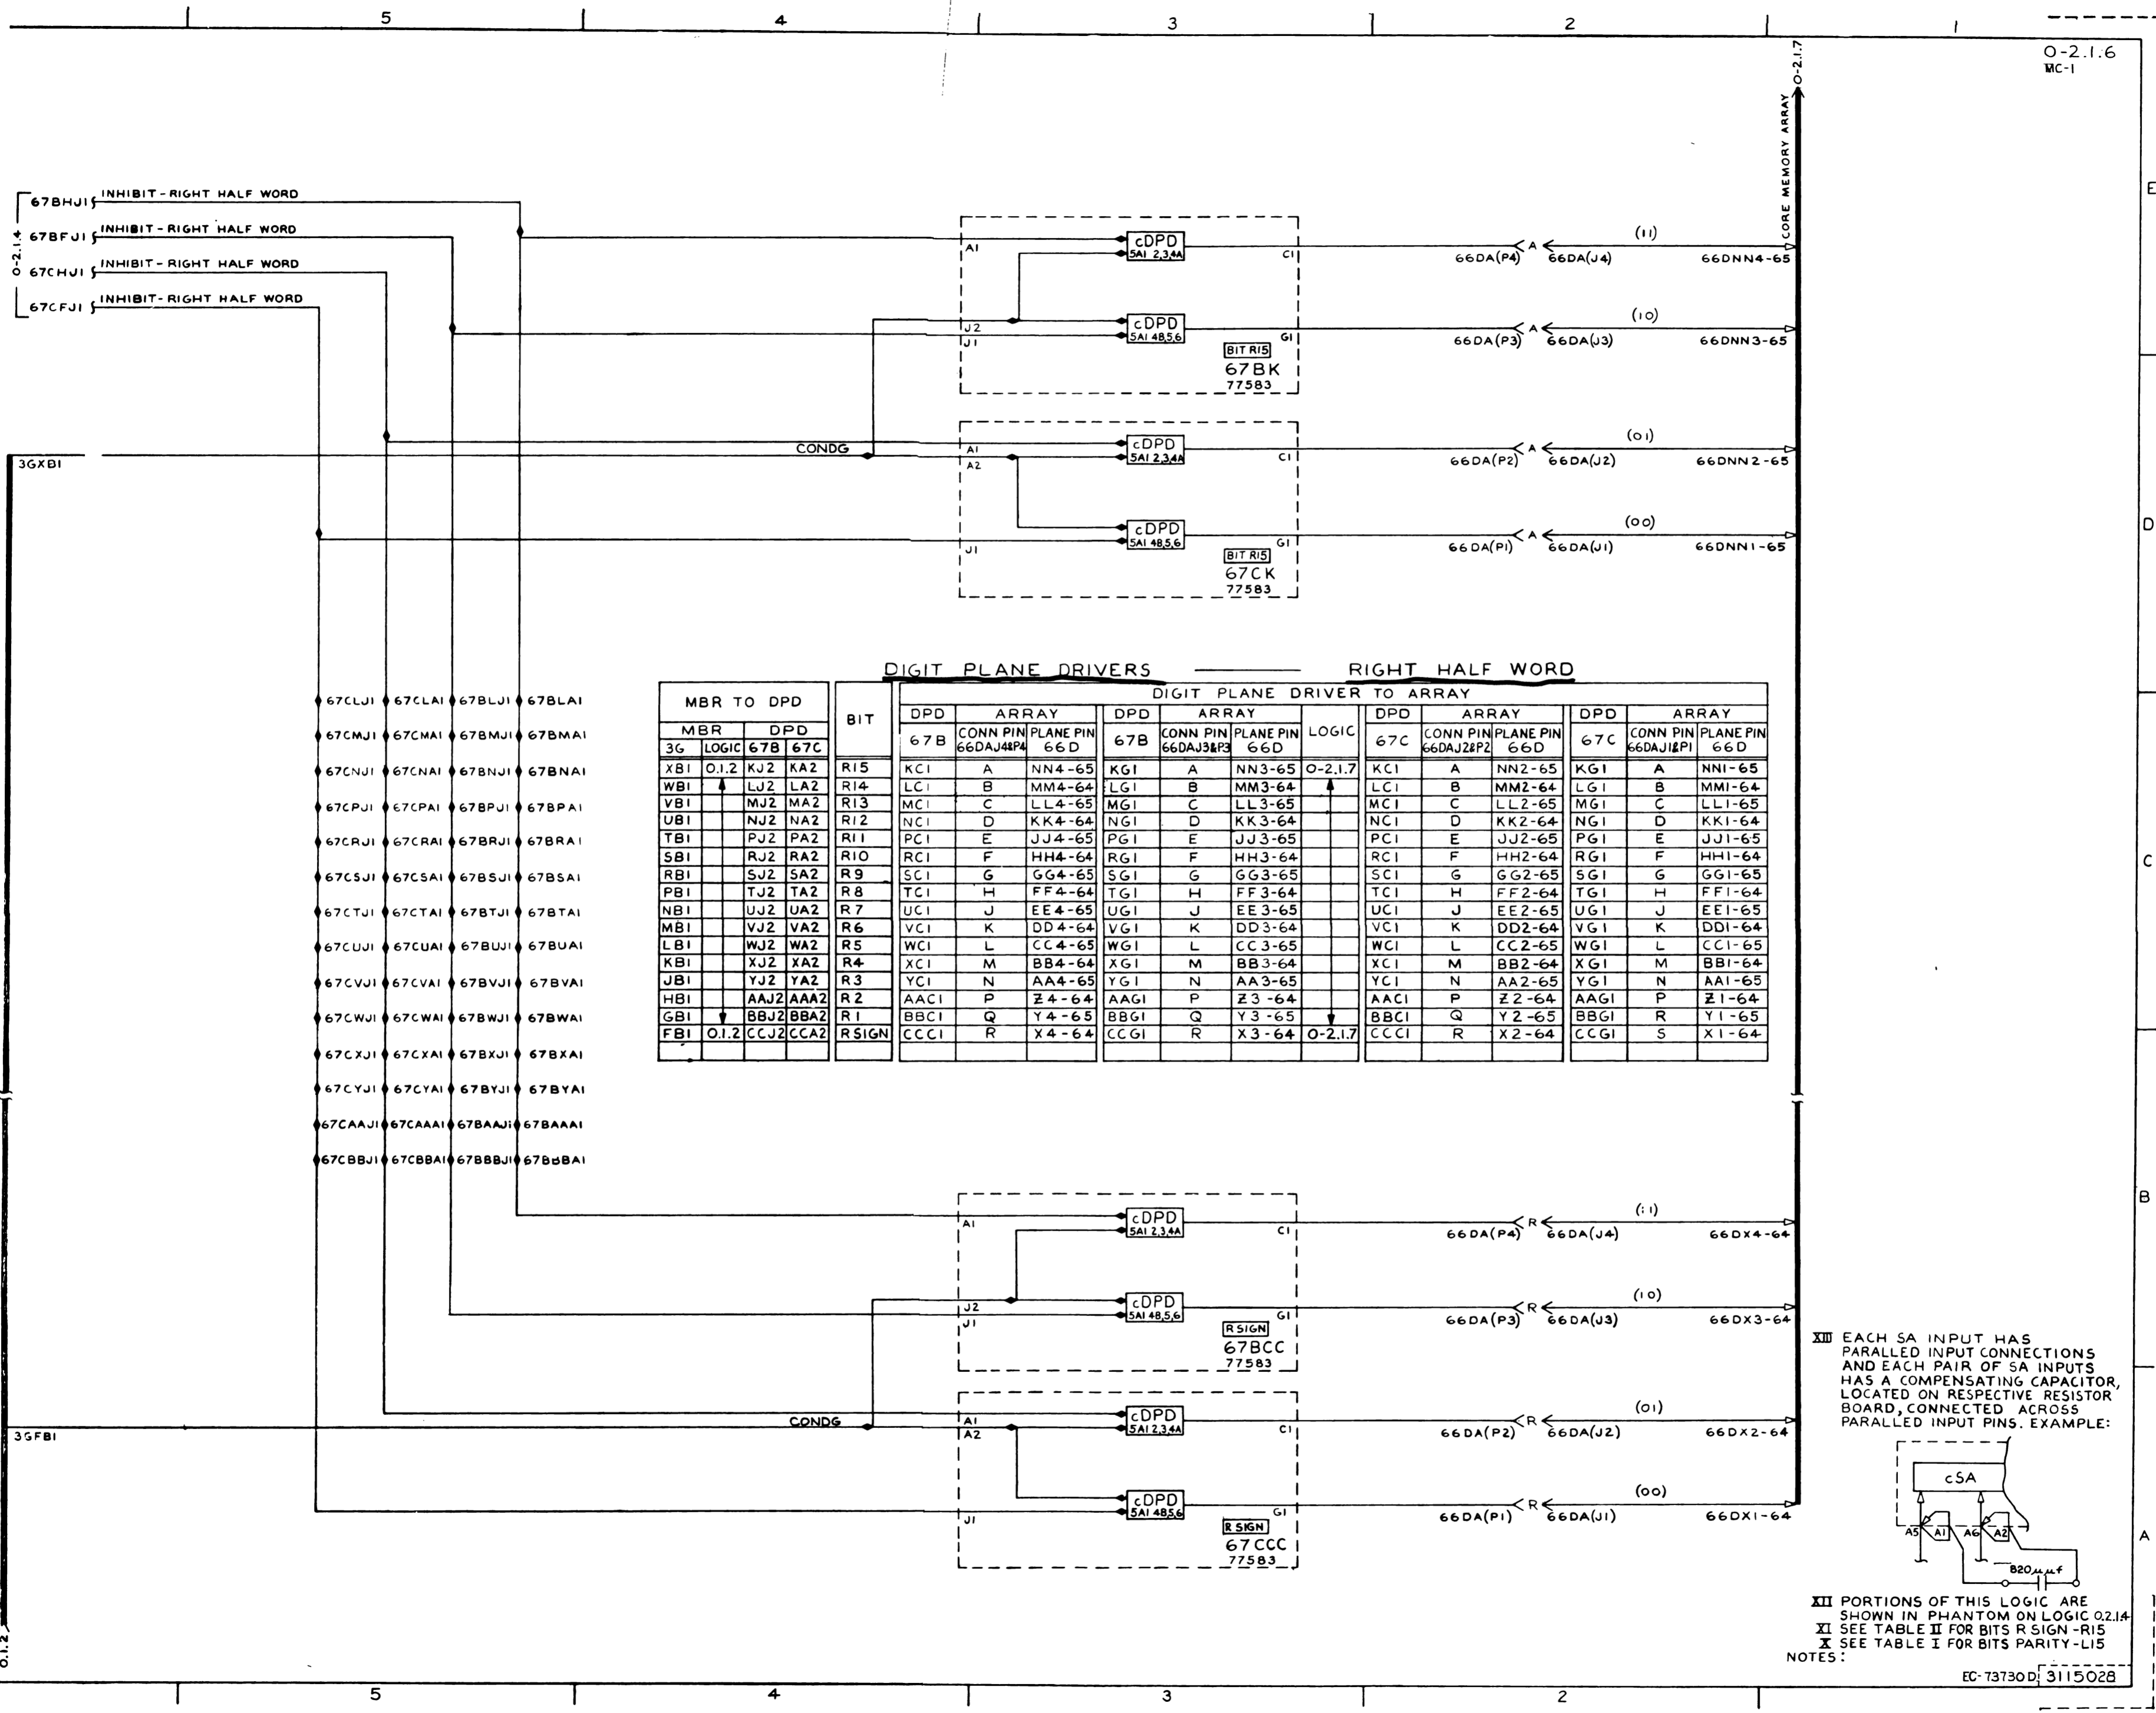 5 4 3 2 1
O-2.1.6
MC-1
O-2.1.7
CORE MEMORY ARRAY
E
O-2.1.4
67BHJ1 INHIBIT-RIGHT HALF WORD
67BFJ1 INHIBIT-RIGHT HALF WORD
67CHJ1 INHIBIT-RIGHT HALF WORD
67CFJ1 INHIBIT-RIGHT HALF WORD
A1 cDPD C1 66DA(P4) A 66DA(J4) (11) 66DNN4-65
5A1 2,3,4A
J2 cDPD G1 66DA(P3) A 66DA(J3) (10) 66DNN3-65
J1 5A1 4B,5,6
BIT R15
67BK
77583
3GXB1 CONDG
A1 cDPD C1 66DA(P2) A 66DA(J2) (01) 66DNN2-65
A2 5A1 2,3,4A
D
cDPD G1 66DA(P1) A 66DA(J1) (00) 66DNN1-65
J1 5A1 4B,5,6
BIT R15
67CK
77583
67CLJ1 67CLA1 67BLJ1 67BLA1
67CMJ1 67CMA1 67BMJ1 67BMA1
67CNJ1 67CNA1 67BNJ1 67BNA1
67CPJ1 67CPA1 67BPJ1 67BPA1
67CRJ1 67CRA1 67BRJ1 67BRA1
67CSJ1 67CSA1 67BSJ1 67BSA1
67CTJ1 67CTA1 67BTJ1 67BTA1
67CUJ1 67CUA1 67BUJ1 67BUA1
67CVJ1 67CVA1 67BVJ1 67BVA1
67CWJ1 67CWA1 67BWJ1 67BWA1
67CXJ1 67CXA1 67BXJ1 67BXA1
67CYJ1 67CYA1 67BYJ1 67BYA1
67CAAJ1 67CAAA1 67BAAJ1 67BAAA1
67CBBJ1 67CBBA1 67BBBJ1 67BBBA1
DIGIT PLANE DRIVERS RIGHT HALF WORD
MBR TO DPD BIT DIGIT PLANE DRIVER TO ARRAY
MBR DPD DPD ARRAY DPD ARRAY LOGIC DPD ARRAY DPD ARRAY
3G LOGIC 67B 67C 67B CONN PIN 66DAJ4&P4 PLANE PIN 66D 67B CONN PIN 66DAJ3&P3 PLANE PIN 66D 67C CONN PIN 66DAJ2&P2 PLANE PIN 66D 67C CONN PIN 66DAJ1&P1 PLANE PIN 66D
XB1 0.1.2 KJ2 KA2 R15 KC1 A NN4-65 KG1 A NN3-65 O-2.1.7 KC1 A NN2-65 KG1 A NN1-65
WB1 LJ2 LA2 R14 LC1 B MM4-64 LG1 B MM3-64 LC1 B MM2-64 LG1 B MM1-64
VB1 MJ2 MA2 R13 MC1 C LL4-65 MG1 C LL3-65 MC1 C LL2-65 MG1 C LL1-65
UB1 NJ2 NA2 R12 NC1 D KK4-64 NG1 D KK3-64 NC1 D KK2-64 NG1 D KK1-64
TB1 PJ2 PA2 R11 PC1 E JJ4-65 PG1 E JJ3-65 PC1 E JJ2-65 PG1 E JJ1-65
SB1 RJ2 RA2 R10 RC1 F HH4-64 RG1 F HH3-64 RC1 F HH2-64 RG1 F HH1-64
RB1 SJ2 SA2 R9 SC1 G GG4-65 SG1 G GG3-65 SC1 G GG2-65 SG1 G GG1-65
PB1 TJ2 TA2 R8 TC1 H FF4-64 TG1 H FF3-64 TC1 H FF2-64 TG1 H FF1-64
NB1 UJ2 UA2 R7 UC1 J EE4-65 UG1 J EE3-65 UC1 J EE2-65 UG1 J EE1-65
MB1 VJ2 VA2 R6 VC1 K DD4-64 VG1 K DD3-64 VC1 K DD2-64 VG1 K DD1-64
LB1 WJ2 WA2 R5 WC1 L CC4-65 WG1 L CC3-65 WC1 L CC2-65 WG1 L CC1-65
KB1 XJ2 XA2 R4 XC1 M BB4-64 XG1 M BB3-64 XC1 M BB2-64 XG1 M BB1-64
JB1 YJ2 YA2 R3 YC1 N AA4-65 YG1 N AA3-65 YC1 N AA2-65 YG1 N AA1-65
HB1 AAJ2 AAA2 R2 AAC1 P Z4-64 AAG1 P Z3-64 AAC1 P Z2-64 AAG1 P Z1-64
GB1 BBJ2 BBA2 R1 BBC1 Q Y4-65 BBG1 Q Y3-65 BBC1 Q Y2-65 BBG1 R Y1-65
FB1 0.1.2 CCJ2 CCA2 RSIGN CCC1 R X4-64 CCG1 R X3-64 O-2.1.7 CCC1 R X2-64 CCG1 S X1-64
C
B
A1 cDPD C1 66DA(P4) R 66DA(J4) (11) 66DX4-64
5A1 2,3,4A
J2 cDPD G1 66DA(P3) R 66DA(J3) (10) 66DX3-64
J1 5A1 4B,5,6
R SIGN
67BCC
77583
3GFB1 CONDG
A1 cDPD C1 66DA(P2) R 66DA(J2) (01) 66DX2-64
A2 5A1 2,3,4A
cDPD G1 66DA(P1) R 66DA(J1) (00) 66DX1-64
J1 5A1 4B5,6
R SIGN
67CCC
77583
XIII EACH SA INPUT HAS
PARALLED INPUT CONNECTIONS
AND EACH PAIR OF SA INPUTS
HAS A COMPENSATING CAPACITOR,
LOCATED ON RESPECTIVE RESISTOR
BOARD, CONNECTED ACROSS
PARALLED INPUT PINS. EXAMPLE:
cSA
A5 A1 A6 A2
820μμf
A
XII PORTIONS OF THIS LOGIC ARE
SHOWN IN PHANTOM ON LOGIC 0.2.1.4
XI SEE TABLE II FOR BITS R SIGN-R15
X SEE TABLE I FOR BITS PARITY-L15
NOTES:
0.1.2
EC-73730D 3115028
5 4 3 2